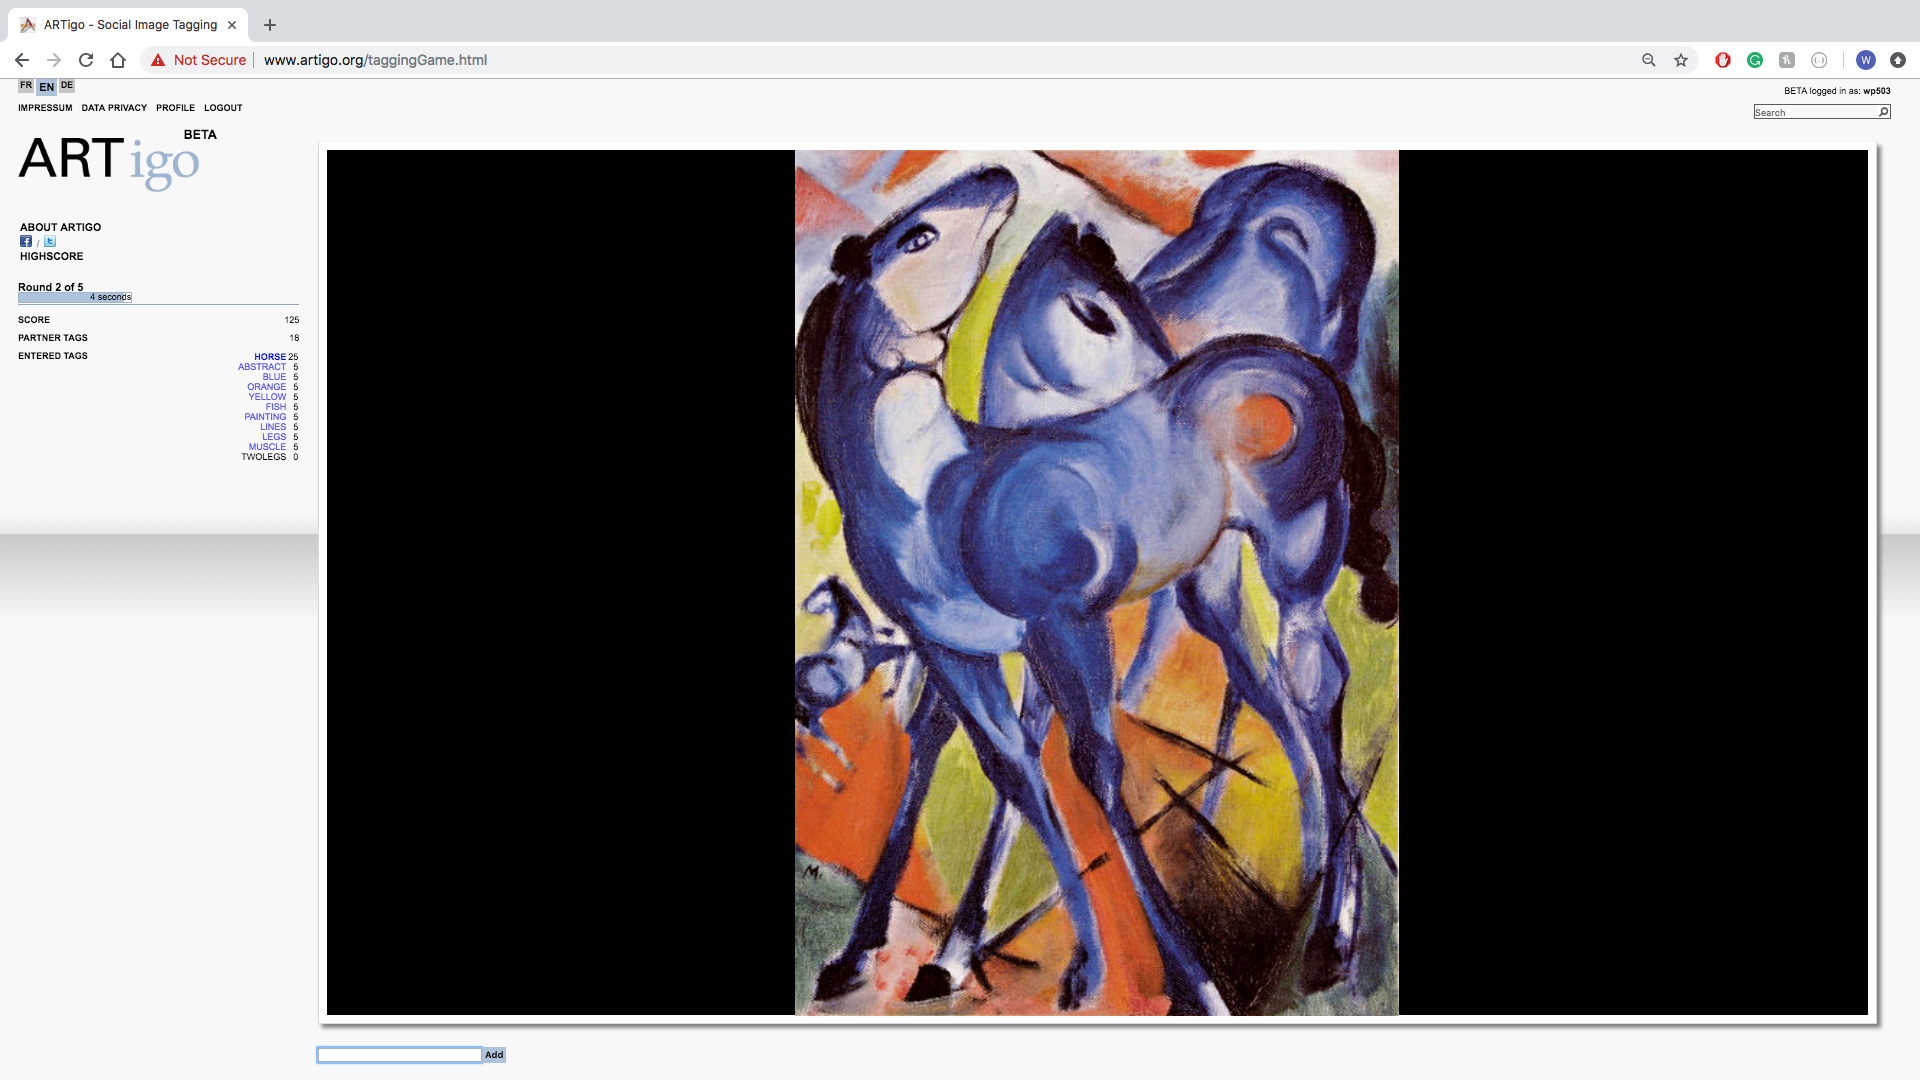 ARTigo - Social Image Tagging
Not Secure www.artigo.org/taggingGame.html
W
FR EN DE
BETA logged in as: wp503
IMPRESSUM DATA PRIVACY PROFILE LOGOUT
Search
BETA
ARTigo
ABOUT ARTIGO
/
HIGHSCORE
Round 2 of 5
4 seconds
SCORE 125
PARTNER TAGS 18
ENTERED TAGS HORSE 25
ABSTRACT 5
BLUE 5
ORANGE 5
YELLOW 5
FISH 5
PAINTING 5
LINES 5
LEGS 5
MUSCLE 5
TWOLEGS 0
M.
Add